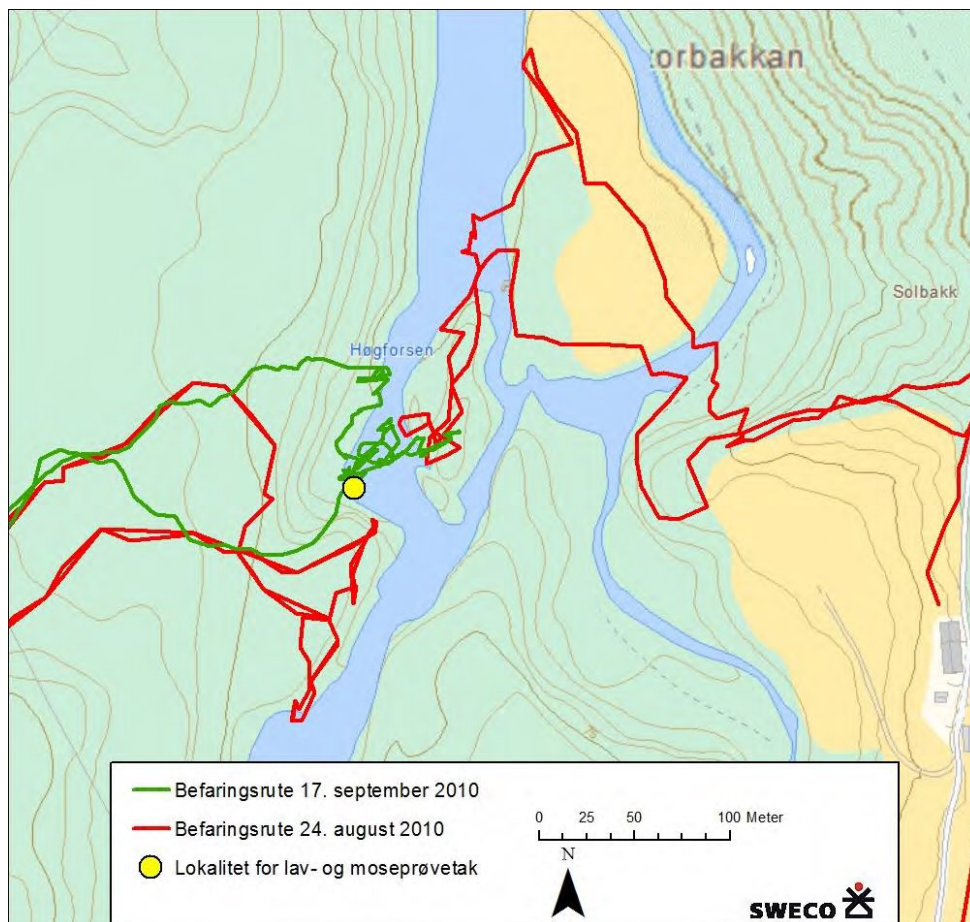 :orbakkan
Solbakk
Høgforsen
Befaringsrute 17. september 2010
Befaringsrute 24. august 2010
Lokalitet for lav- og moseprøvetak
0 25 50 100 Meter
N
SWECO